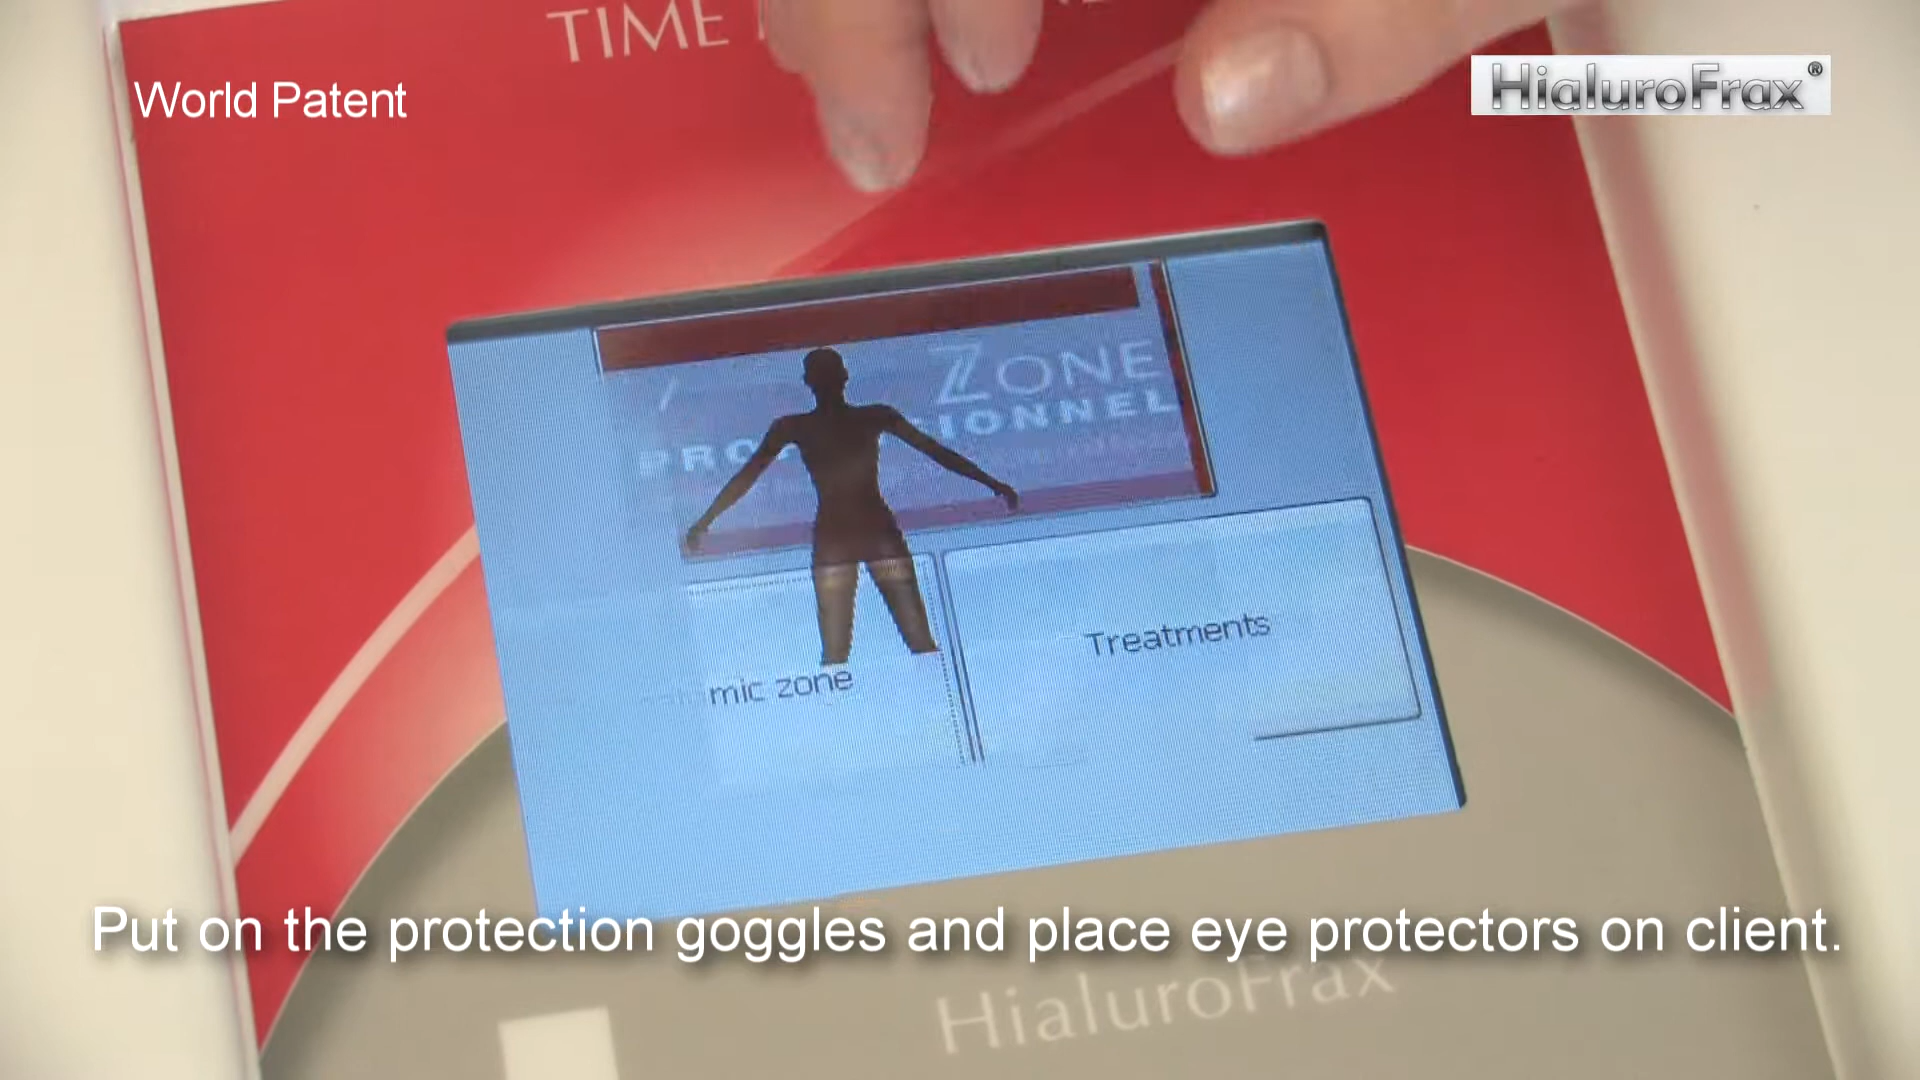 TIME
World Patent
HialuroFrax®
ZONE
mic zone
Treatments
Put on the protection goggles and place eye protectors on client.
HialuroFrax